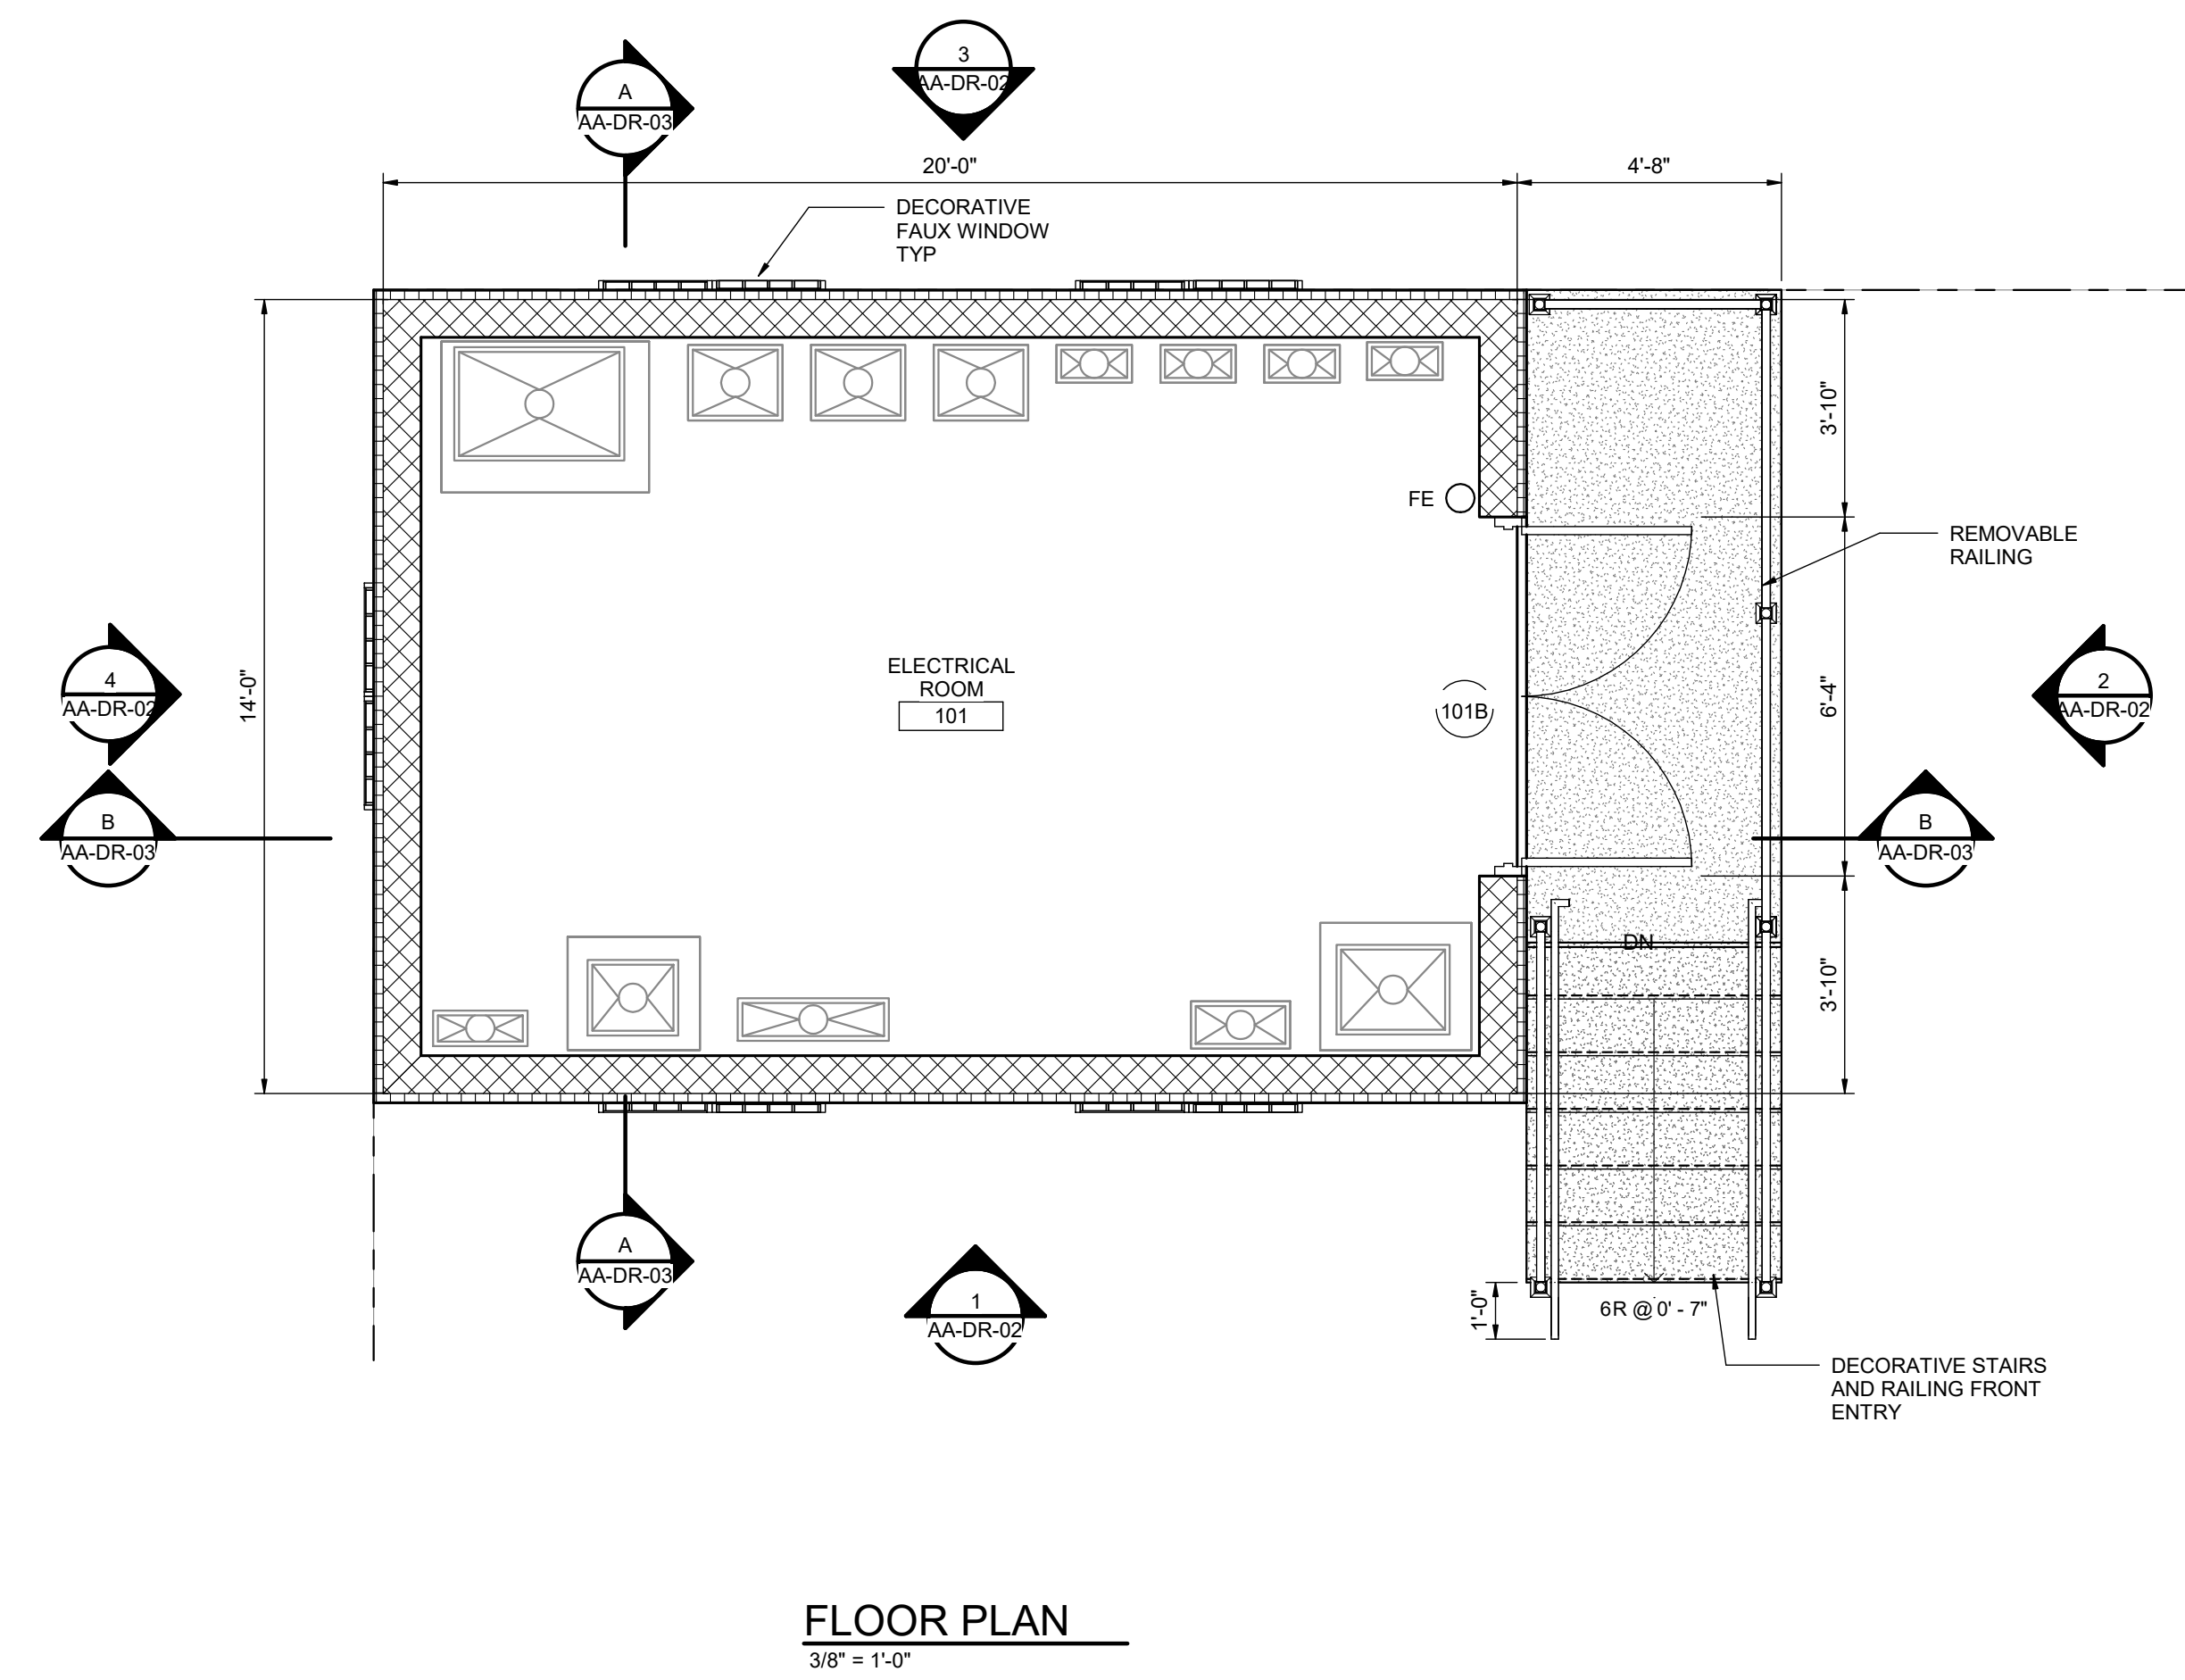 3
AA-DR-02
A
AA-DR-03
20'-0"
4'-8"
DECORATIVE
FAUX WINDOW
TYP
3'-10"
FE
REMOVABLE
RAILING
ELECTRICAL
ROOM
101
101B
14'-0"
6'-4"
4
AA-DR-02
2
AA-DR-02
B
AA-DR-03
B
AA-DR-03
DN
3'-10"
A
AA-DR-03
1
AA-DR-02
1'-0"
6R @ 0' - 7"
DECORATIVE STAIRS
AND RAILING FRONT
ENTRY
FLOOR PLAN
3/8" = 1'-0"